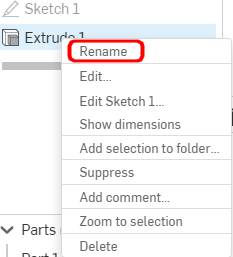 Sketch 1
Extrude 1
Rename
Edit...
Edit Sketch 1...
Show dimensions
Add selection to folder...
Suppress
Add comment...
Zoom to selection
Parts
Delete
Part 1